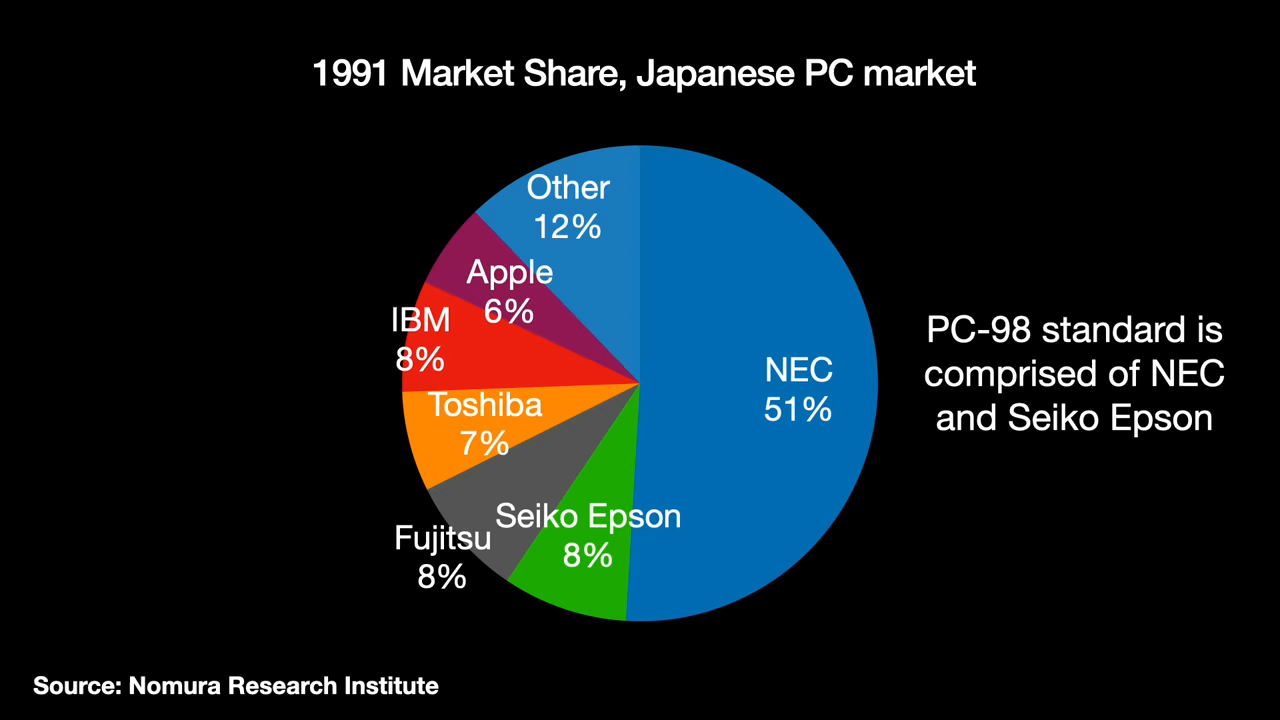 1991 Market Share, Japanese PC market
Other
12%
Apple
6%
IBM
8%
Toshiba
7%
Fujitsu
8%
Seiko Epson
8%
NEC
51%
PC-98 standard is
comprised of NEC
and Seiko Epson
Source: Nomura Research Institute